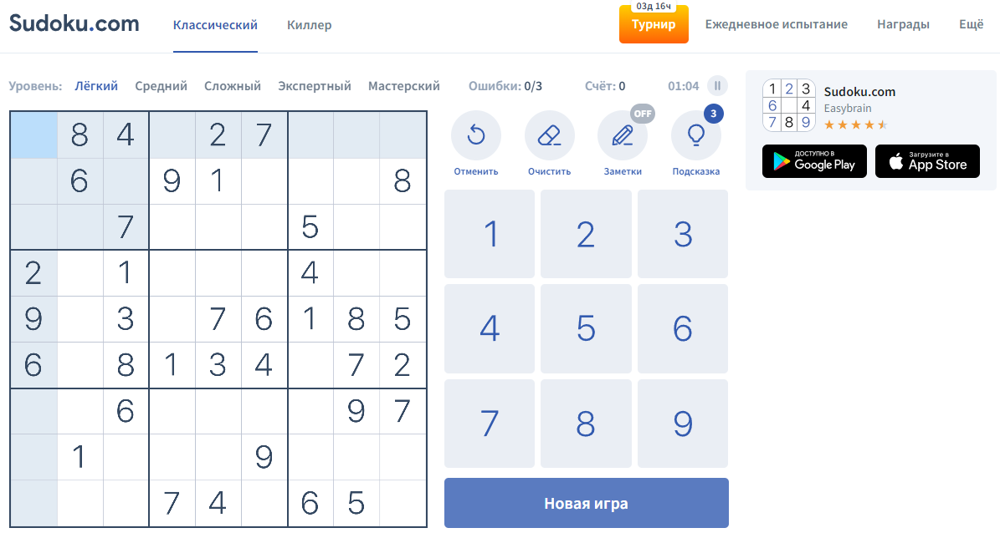 03д 16ч
Sudoku.com Классический Киллер Турнир Ежедневное испытание Награды Ещё
Уровень: Лёгкий Средний Сложный Экспертный Мастерский Ошибки: 0/3 Счёт: 0 01:04
8 4 2 7
6 9 1 8
7 5
2 1 4
9 3 7 6 1 8 5
6 8 1 3 4 7 2
6 9 7
1 9
7 4 6 5
OFF 3
Отменить Очистить Заметки Подсказка
1 2 3
4 5 6
7 8 9
Новая игра
1 2 3
6 4
7 8 9
Sudoku.com
Easybrain
ДОСТУПНО В
Google Play
Загрузите в
App Store